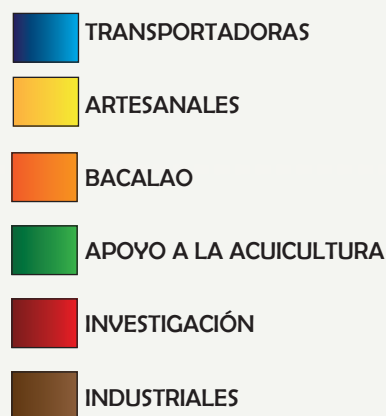 TRANSPORTADORAS
ARTESANALES
BACALAO
APOYO A LA ACUICULTURA
INVESTIGACIÓN
INDUSTRIALES